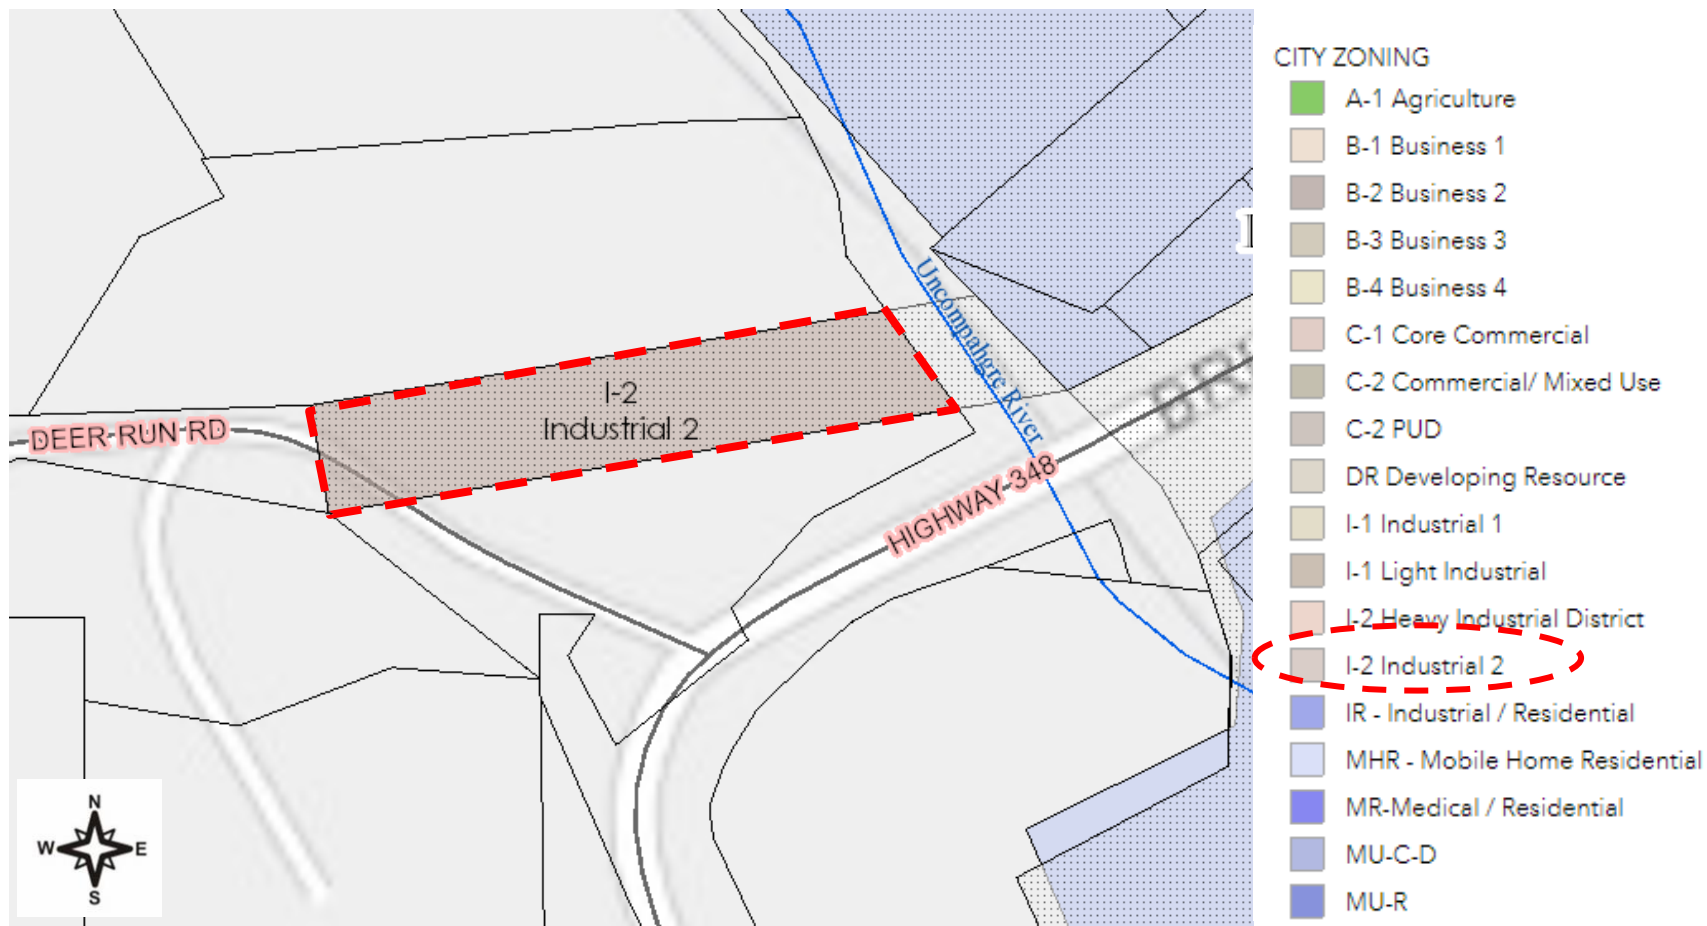 I-2
Industrial 2
DEER RUN RD
HIGHWAY 348
Uncompahgre River
N
W E
S
CITY ZONING
A-1 Agriculture
B-1 Business 1
B-2 Business 2
B-3 Business 3
B-4 Business 4
C-1 Core Commercial
C-2 Commercial/ Mixed Use
C-2 PUD
DR Developing Resource
I-1 Industrial 1
I-1 Light Industrial
I-2 Heavy Industrial District
I-2 Industrial 2
IR - Industrial / Residential
MHR - Mobile Home Residential
MR-Medical / Residential
MU-C-D
MU-R